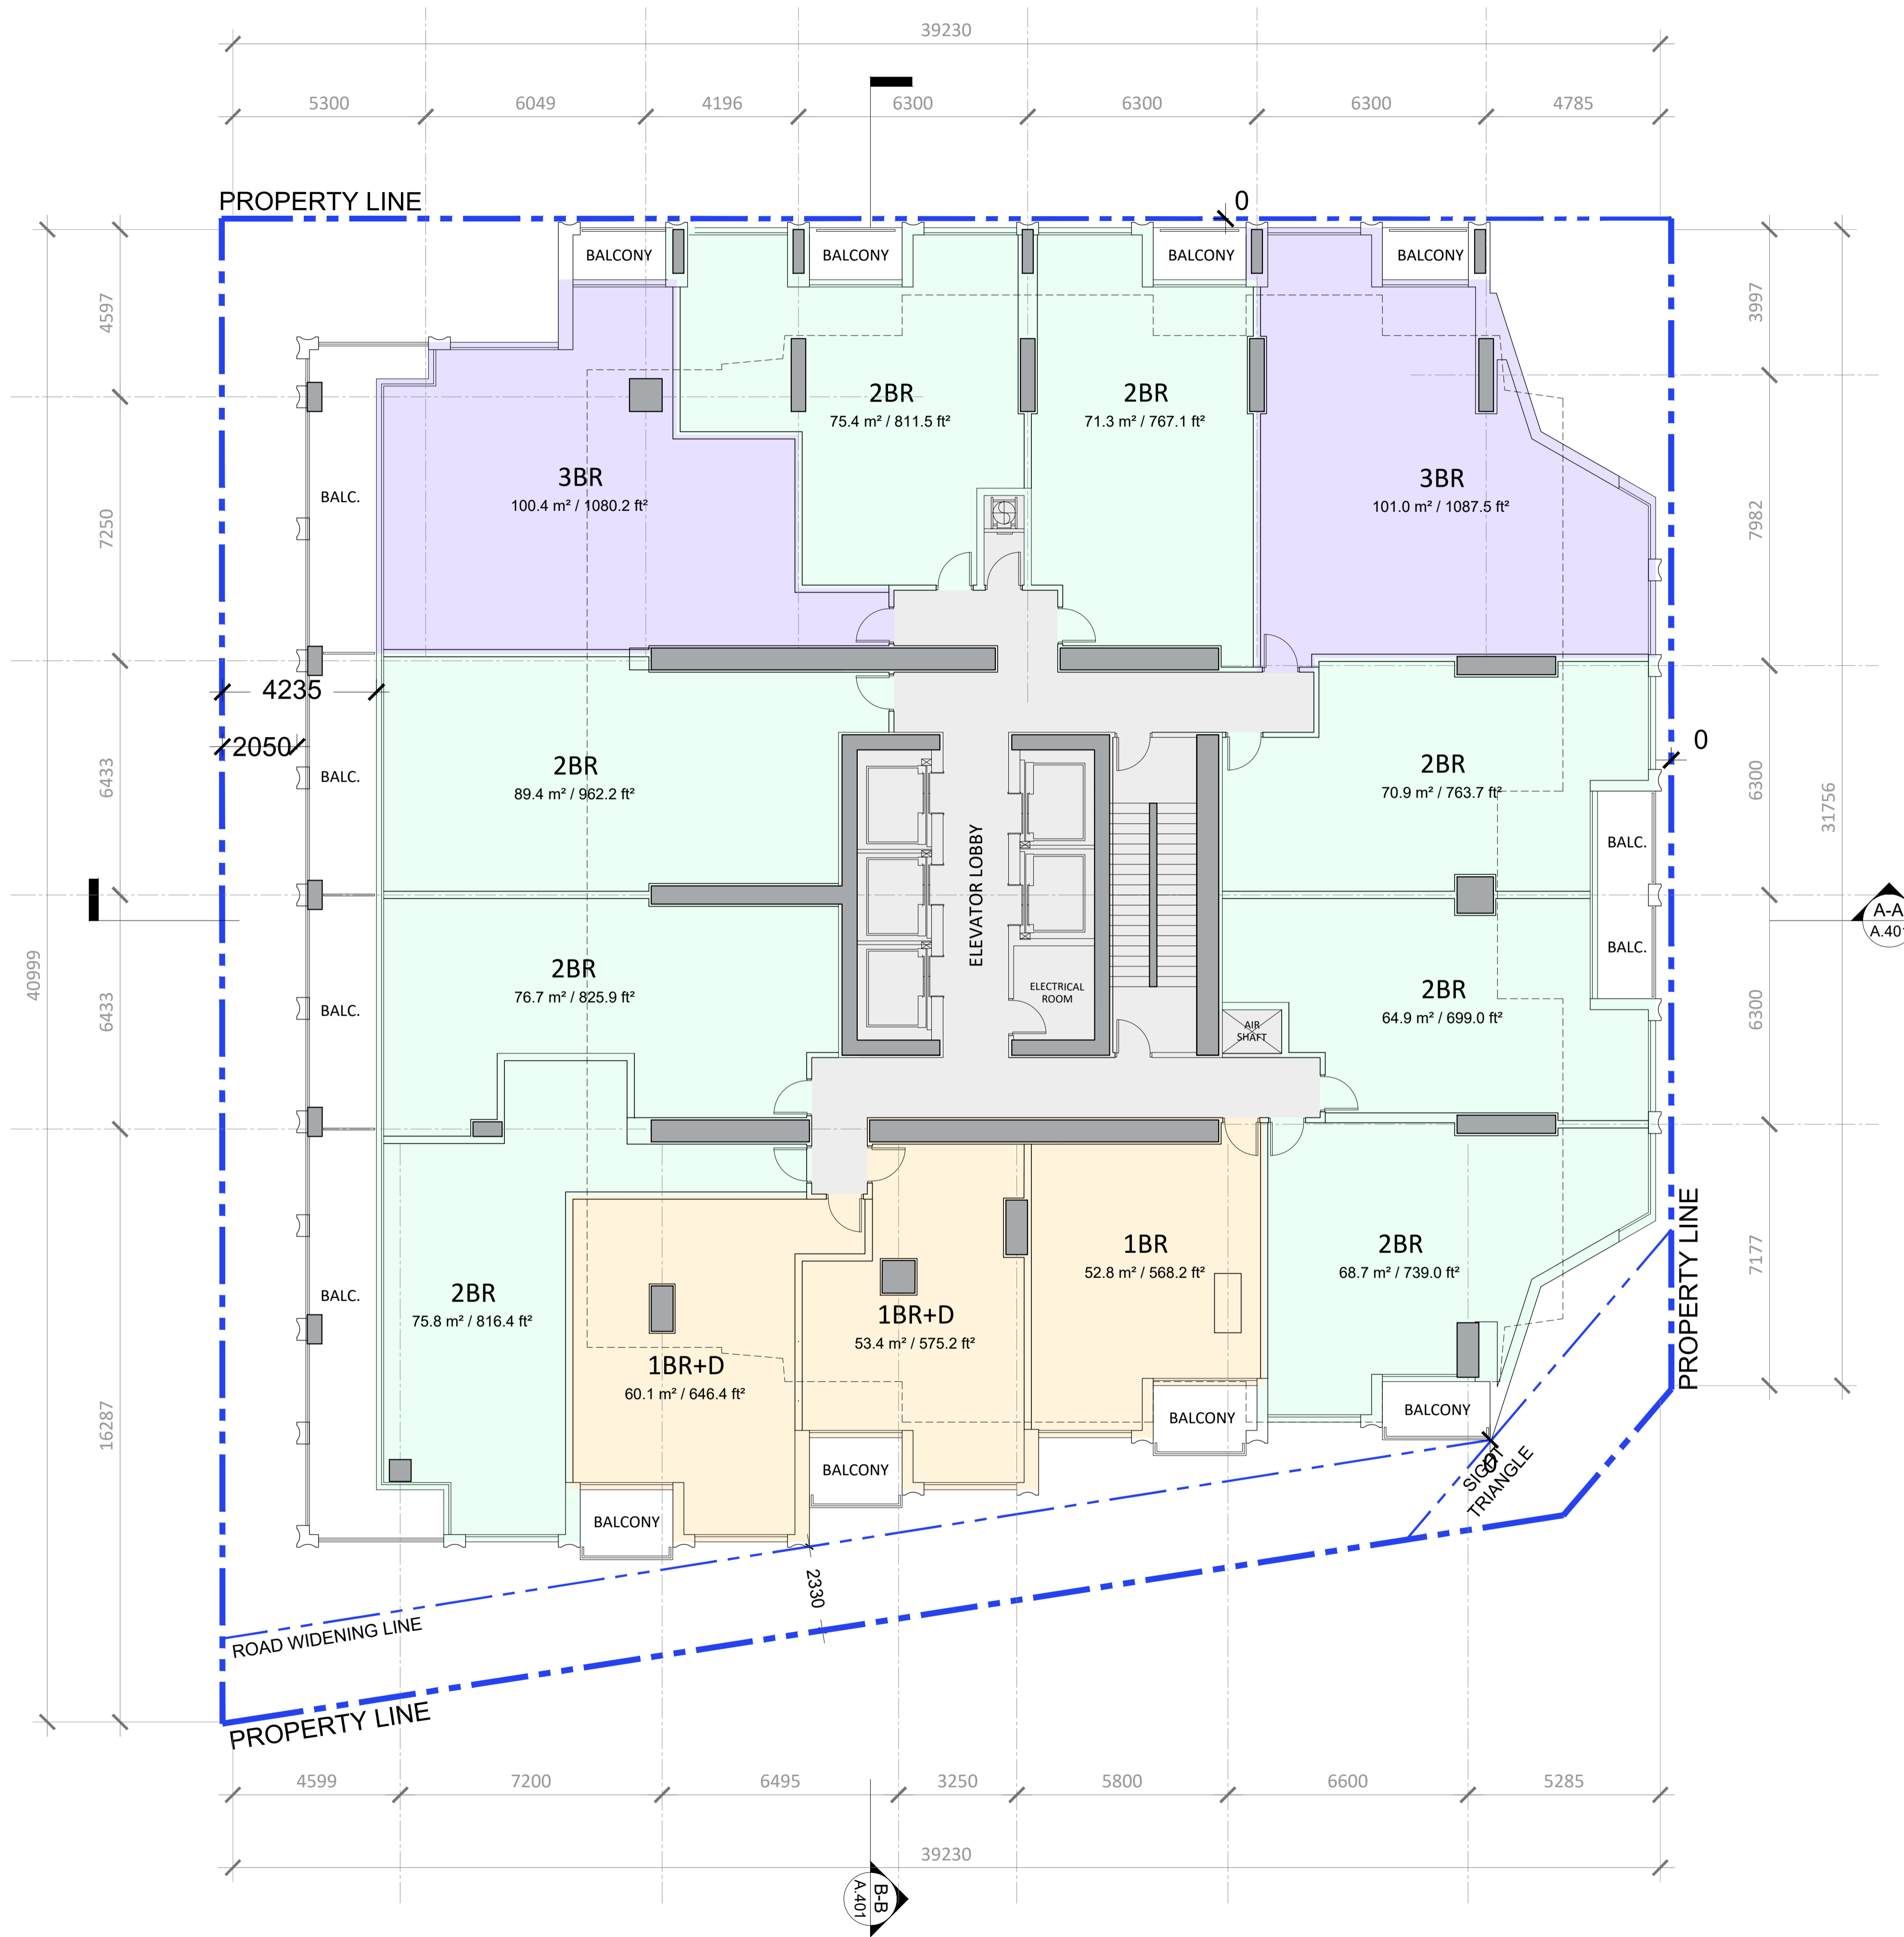 39230
5300
6049
4196
6300
6300
6300
4785
PROPERTY LINE
0
BALCONY
BALCONY
BALCONY
BALCONY
4597
3997
2BR
75.4 m² / 811.5 ft²
2BR
71.3 m² / 767.1 ft²
3BR
100.4 m² / 1080.2 ft²
3BR
101.0 m² / 1087.5 ft²
BALC.
7250
7982
4235
2050
0
BALC.
2BR
89.4 m² / 962.2 ft²
2BR
70.9 m² / 763.7 ft²
6433
6300
31756
BALC.
ELEVATOR LOBBY
A-A
A.401
BALC.
40999
2BR
76.7 m² / 825.9 ft²
ELECTRICAL
ROOM
2BR
64.9 m² / 699.0 ft²
BALC.
6433
6300
AIR
SHAFT
PROPERTY LINE
1BR
52.8 m² / 568.2 ft²
2BR
68.7 m² / 739.0 ft²
7177
BALC.
2BR
75.8 m² / 816.4 ft²
1BR+D
53.4 m² / 575.2 ft²
1BR+D
60.1 m² / 646.4 ft²
16287
BALCONY
BALCONY
BALCONY
BALCONY
0
SIGHT
TRIANGLE
2330
ROAD WIDENING LINE
PROPERTY LINE
4599
7200
6495
3250
5800
6600
5285
39230
B-B
A.401